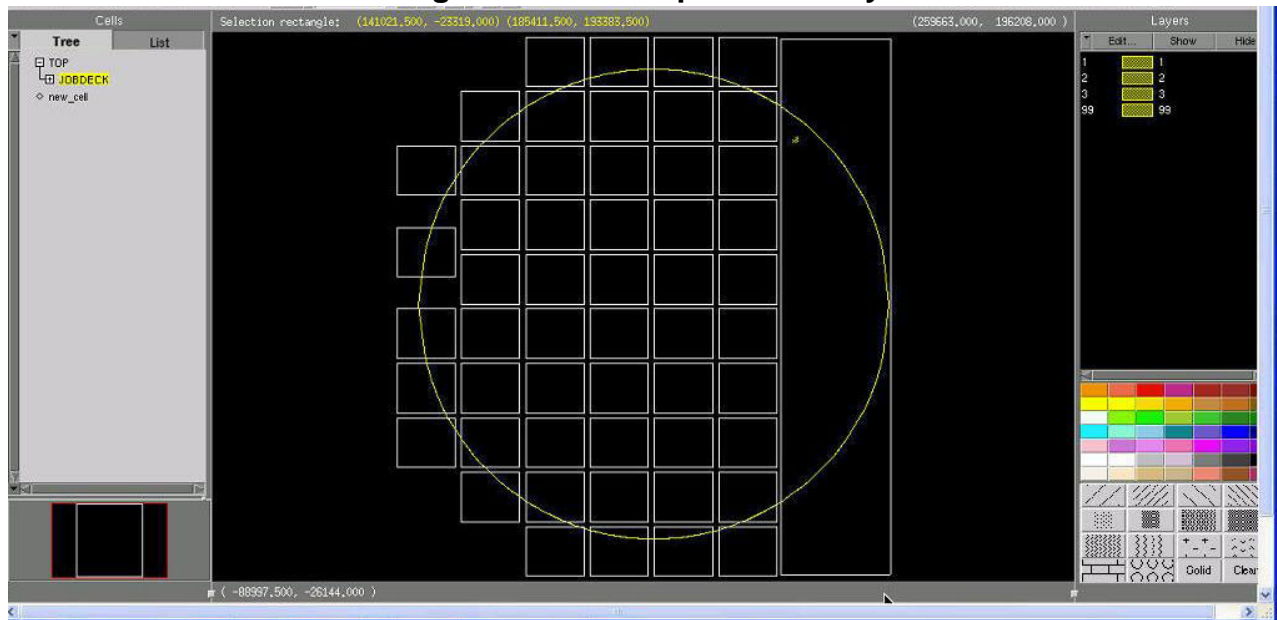 Cells
Selection rectangle: (141021,500, -23319,000) (185411,500, 193383,500)
(259663,000, 196208,000 )
Layers
Tree
List
Edit...
Show
Hide
TOP
JOBDECK
new_cell
1 1
2 2
3 3
99 99
Solid
Clear
( -88997,500, -26144,000 )